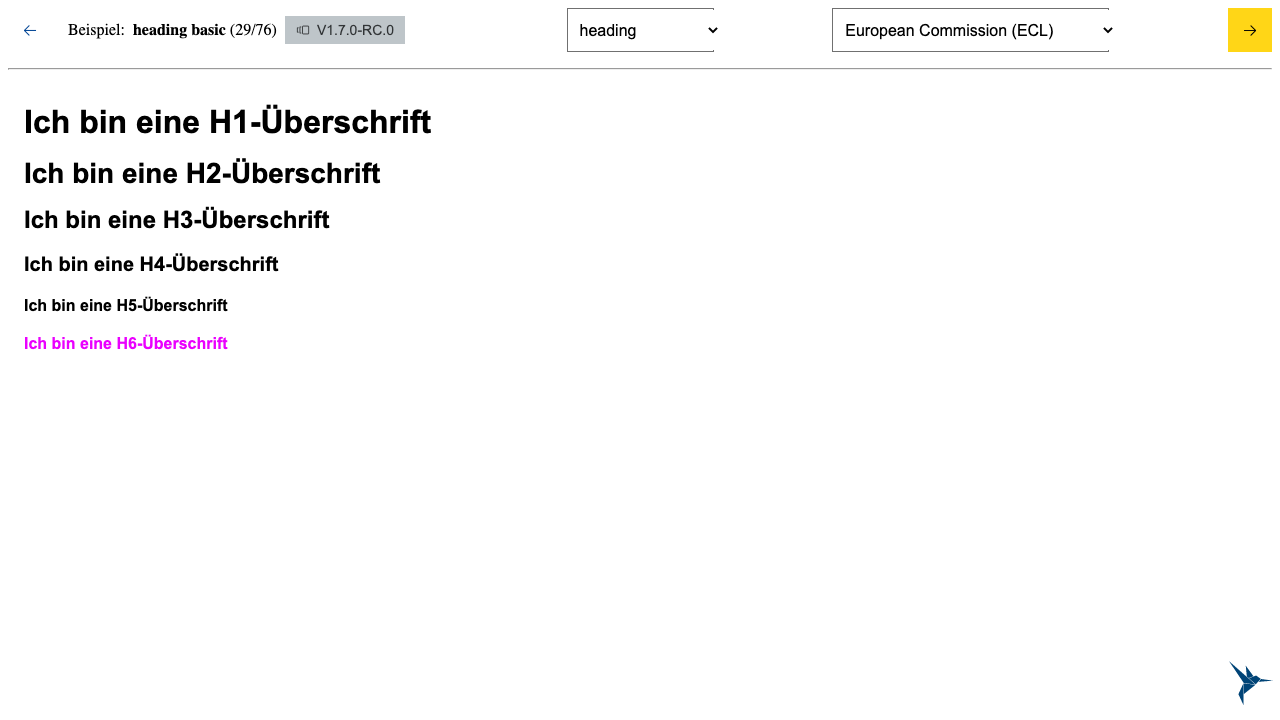 Beispiel: heading basic (29/76) V1.7.0-RC.0 heading European Commission (ECL)
Ich bin eine H1-Überschrift
Ich bin eine H2-Überschrift
Ich bin eine H3-Überschrift
Ich bin eine H4-Überschrift
Ich bin eine H5-Überschrift
Ich bin eine H6-Überschrift